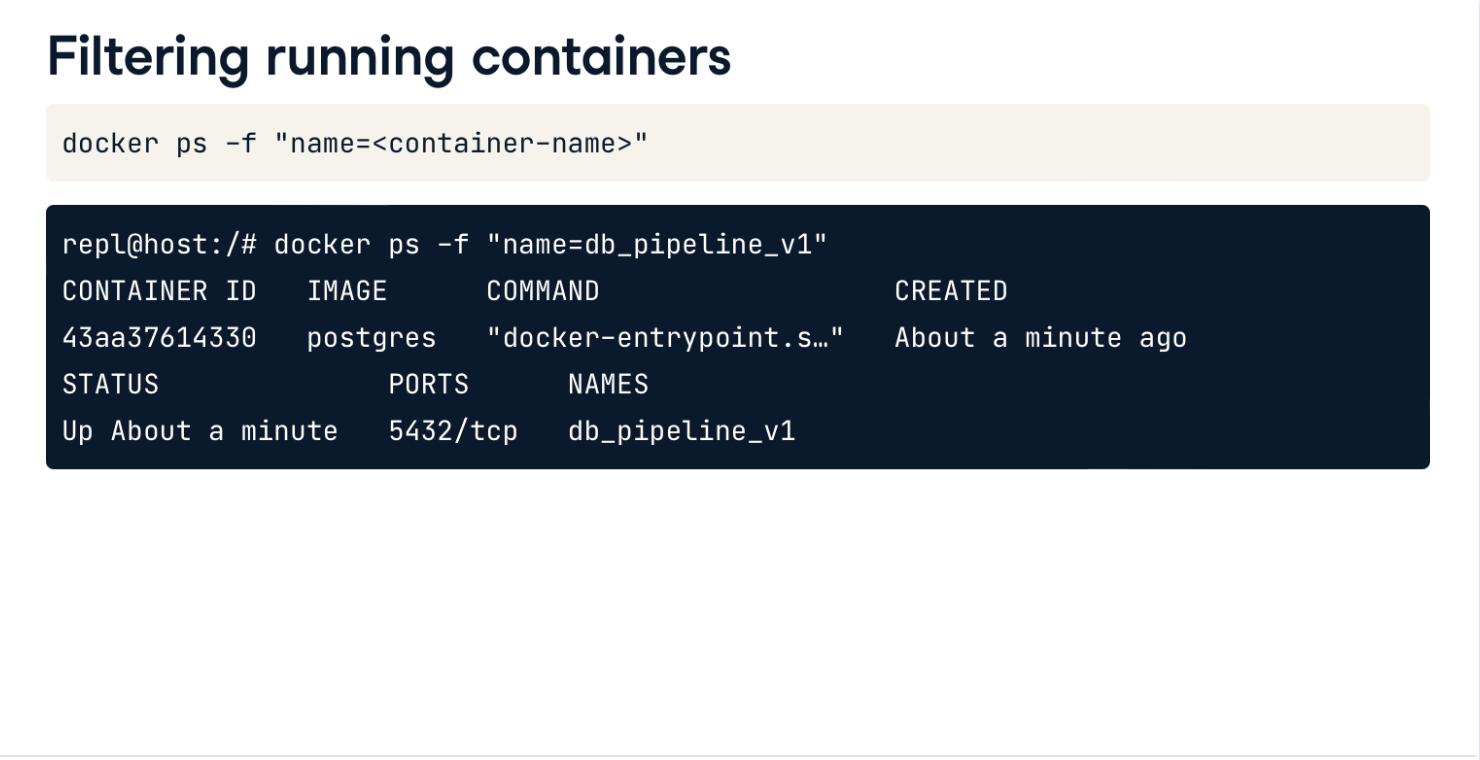 Filtering running containers
docker ps -f "name=<container-name>"
repl@host:/# docker ps -f "name=db_pipeline_v1"
CONTAINER ID   IMAGE      COMMAND                  CREATED
43aa37614330   postgres   "docker-entrypoint.s…"   About a minute ago
STATUS              PORTS      NAMES
Up About a minute   5432/tcp   db_pipeline_v1